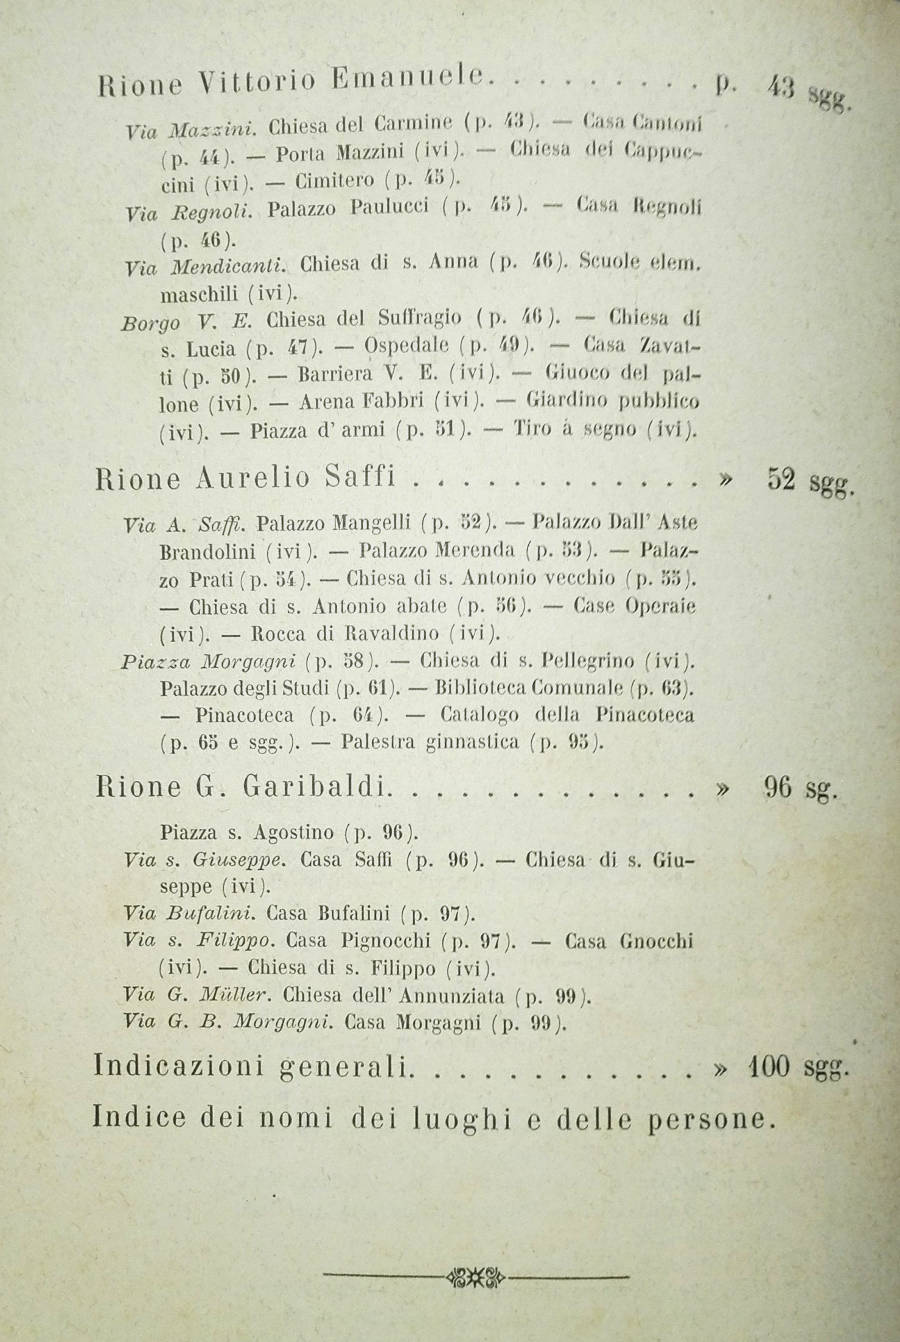 Rione Vittorio Emanuele. . . . . . . . . . p. 43 sgg.
Via Mazzini. Chiesa del Carmine (p. 43). — Casa Cantoni
(p. 44). — Porta Mazzini (ivi). — Chiesa dei Cappuc-
cini (ivi). — Cimitero (p. 45).
Via Regnoli. Palazzo Paulucci (p. 45). — Casa Regnoli
(p. 46).
Via Mendicanti. Chiesa di s. Anna (p. 46). Scuole elem.
maschili (ivi).
Borgo V. E. Chiesa del Suffragio (p. 46). — Chiesa di
s. Lucia (p. 47). — Ospedale (p. 49). — Casa Zavat-
ti (p. 50). — Barriera V. E. (ivi). — Giuoco del pal-
lone (ivi). — Arena Fabbri (ivi). — Giardino pubblico
(ivi). — Piazza d' armi (p. 51). — Tiro a segno (ivi).
Rione Aurelio Saffi . . . . . . . . . . . . » 52 sgg.
Via A. Saffi. Palazzo Mangelli (p. 52). — Palazzo Dall' Aste
Brandolini (ivi). — Palazzo Merenda (p. 53). — Palaz-
zo Prati (p. 54). — Chiesa di s. Antonio vecchio (p. 55).
— Chiesa di s. Antonio abate (p. 56). — Case Operaie
(ivi). — Rocca di Ravaldino (ivi).
Piazza Morgagni (p. 58). — Chiesa di s. Pellegrino (ivi).
Palazzo degli Studi (p. 61). — Biblioteca Comunale (p. 63).
— Pinacoteca (p. 64). — Catalogo della Pinacoteca
(p. 65 e sgg.). — Palestra ginnastica (p. 95).
Rione G. Garibaldi. . . . . . . . . . . . . » 96 sg.
Piazza s. Agostino (p. 96).
Via s. Giuseppe. Casa Saffi (p. 96). — Chiesa di s. Giu-
seppe (ivi).
Via Bufalini. Casa Bufalini (p. 97).
Via s. Filippo. Casa Pignocchi (p. 97). — Casa Gnocchi
(ivi). — Chiesa di s. Filippo (ivi).
Via G. Müller. Chiesa dell' Annunziata (p. 99).
Via G. B. Morgagni. Casa Morgagni (p. 99).
Indicazioni generali. . . . . . . . . . . . » 100 sgg.
Indice dei nomi dei luoghi e delle persone.